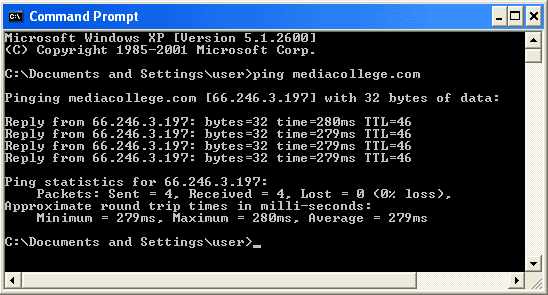 Command Prompt
Microsoft Windows XP [Version 5.1.2600]
(C) Copyright 1985-2001 Microsoft Corp.
C:\Documents and Settings\user>ping mediacollege.com
Pinging mediacollege.com [66.246.3.197] with 32 bytes of data:
Reply from 66.246.3.197: bytes=32 time=280ms TTL=46
Reply from 66.246.3.197: bytes=32 time=279ms TTL=46
Reply from 66.246.3.197: bytes=32 time=279ms TTL=46
Reply from 66.246.3.197: bytes=32 time=279ms TTL=46
Ping statistics for 66.246.3.197:
    Packets: Sent = 4, Received = 4, Lost = 0 (0% loss),
Approximate round trip times in milli-seconds:
    Minimum = 279ms, Maximum = 280ms, Average = 279ms
C:\Documents and Settings\user>_